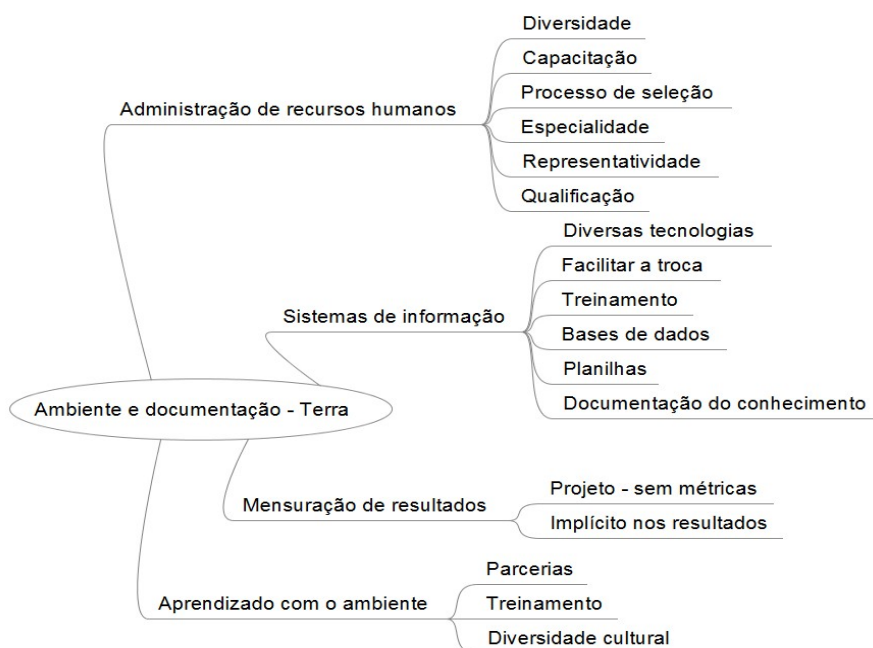 Diversidade
Capacitação
Administração de recursos humanos
Processo de seleção
Especialidade
Representatividade
Qualificação
Diversas tecnologias
Facilitar a troca
Sistemas de informação
Treinamento
Bases de dados
Planilhas
Documentação do conhecimento
Ambiente e documentação - Terra
Mensuração de resultados
Projeto - sem métricas
Implícito nos resultados
Aprendizado com o ambiente
Parcerias
Treinamento
Diversidade cultural